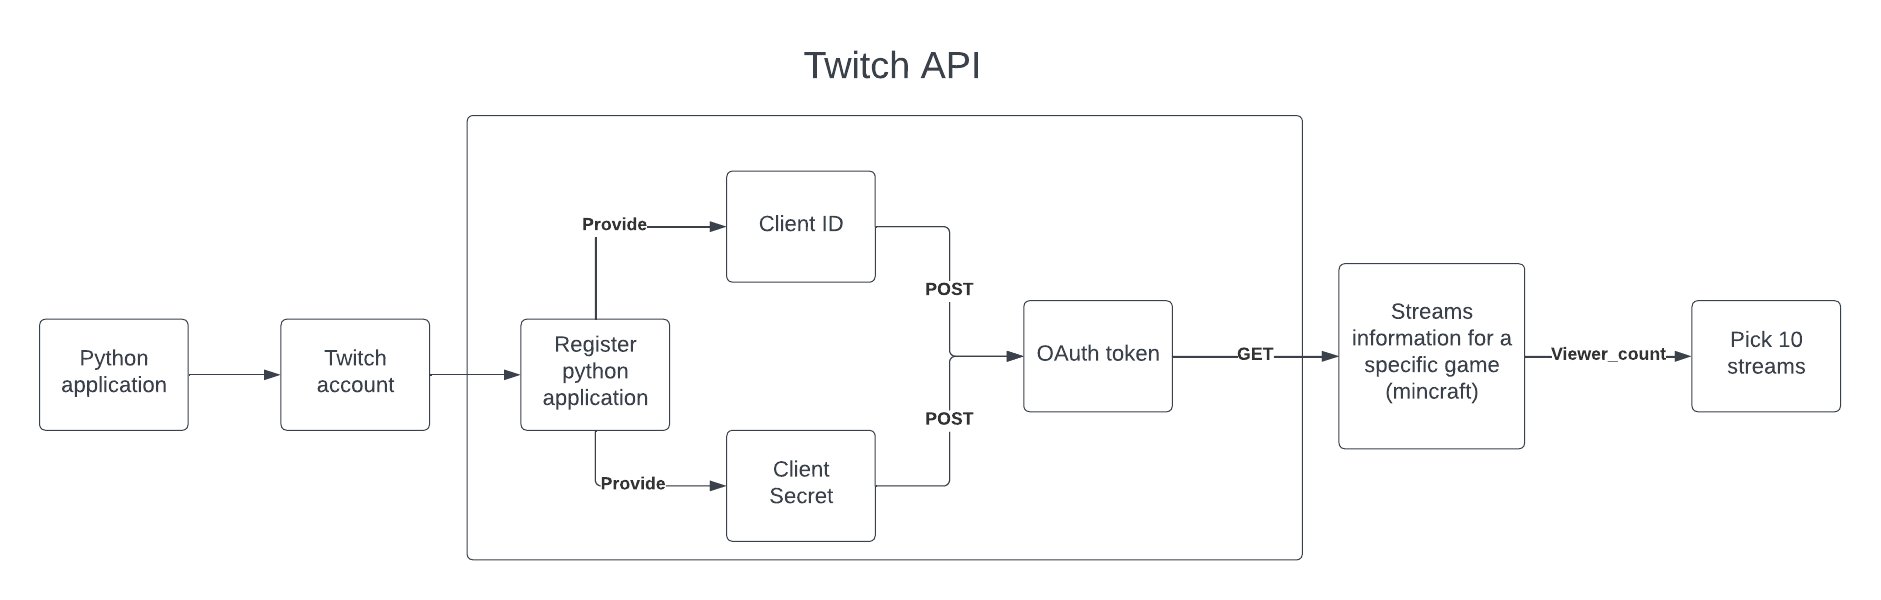 Twitch API
Python
application
Twitch
account
Register
python
application
Provide
Client ID
Provide
Client
Secret
POST
POST
OAuth token
GET
Streams
information for a
specific game
(mincraft)
Viewer_count
Pick 10
streams